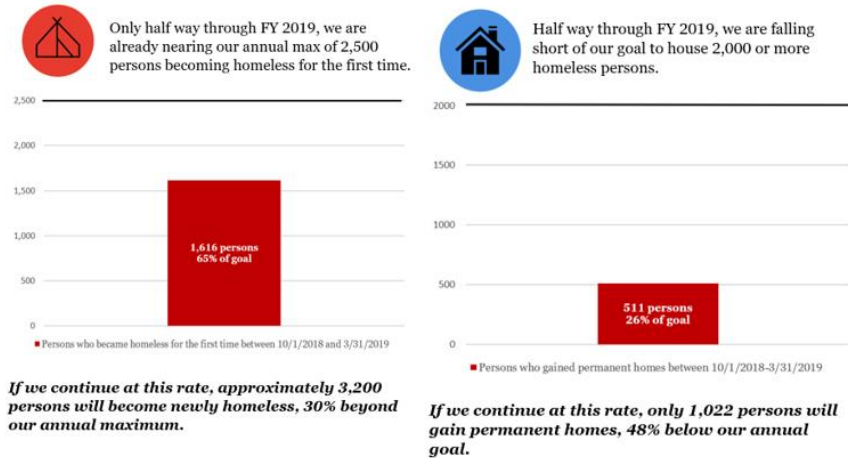 Only half way through FY 2019, we are
already nearing our annual max of 2,500
persons becoming homeless for the first time.
2,500
2,000
1,500
1,000
500
0
1,616 persons
65% of goal
Persons who became homeless for the first time between 10/1/2018 and 3/31/2019
If we continue at this rate, approximately 3,200
persons will become newly homeless, 30% beyond
our annual maximum.
Half way through FY 2019, we are falling
short of our goal to house 2,000 or more
homeless persons.
2000
1500
1000
500
0
511 persons
26% of goal
Persons who gained permanent homes between 10/1/2018-3/31/2019
If we continue at this rate, only 1,022 persons will
gain permanent homes, 48% below our annual
goal.